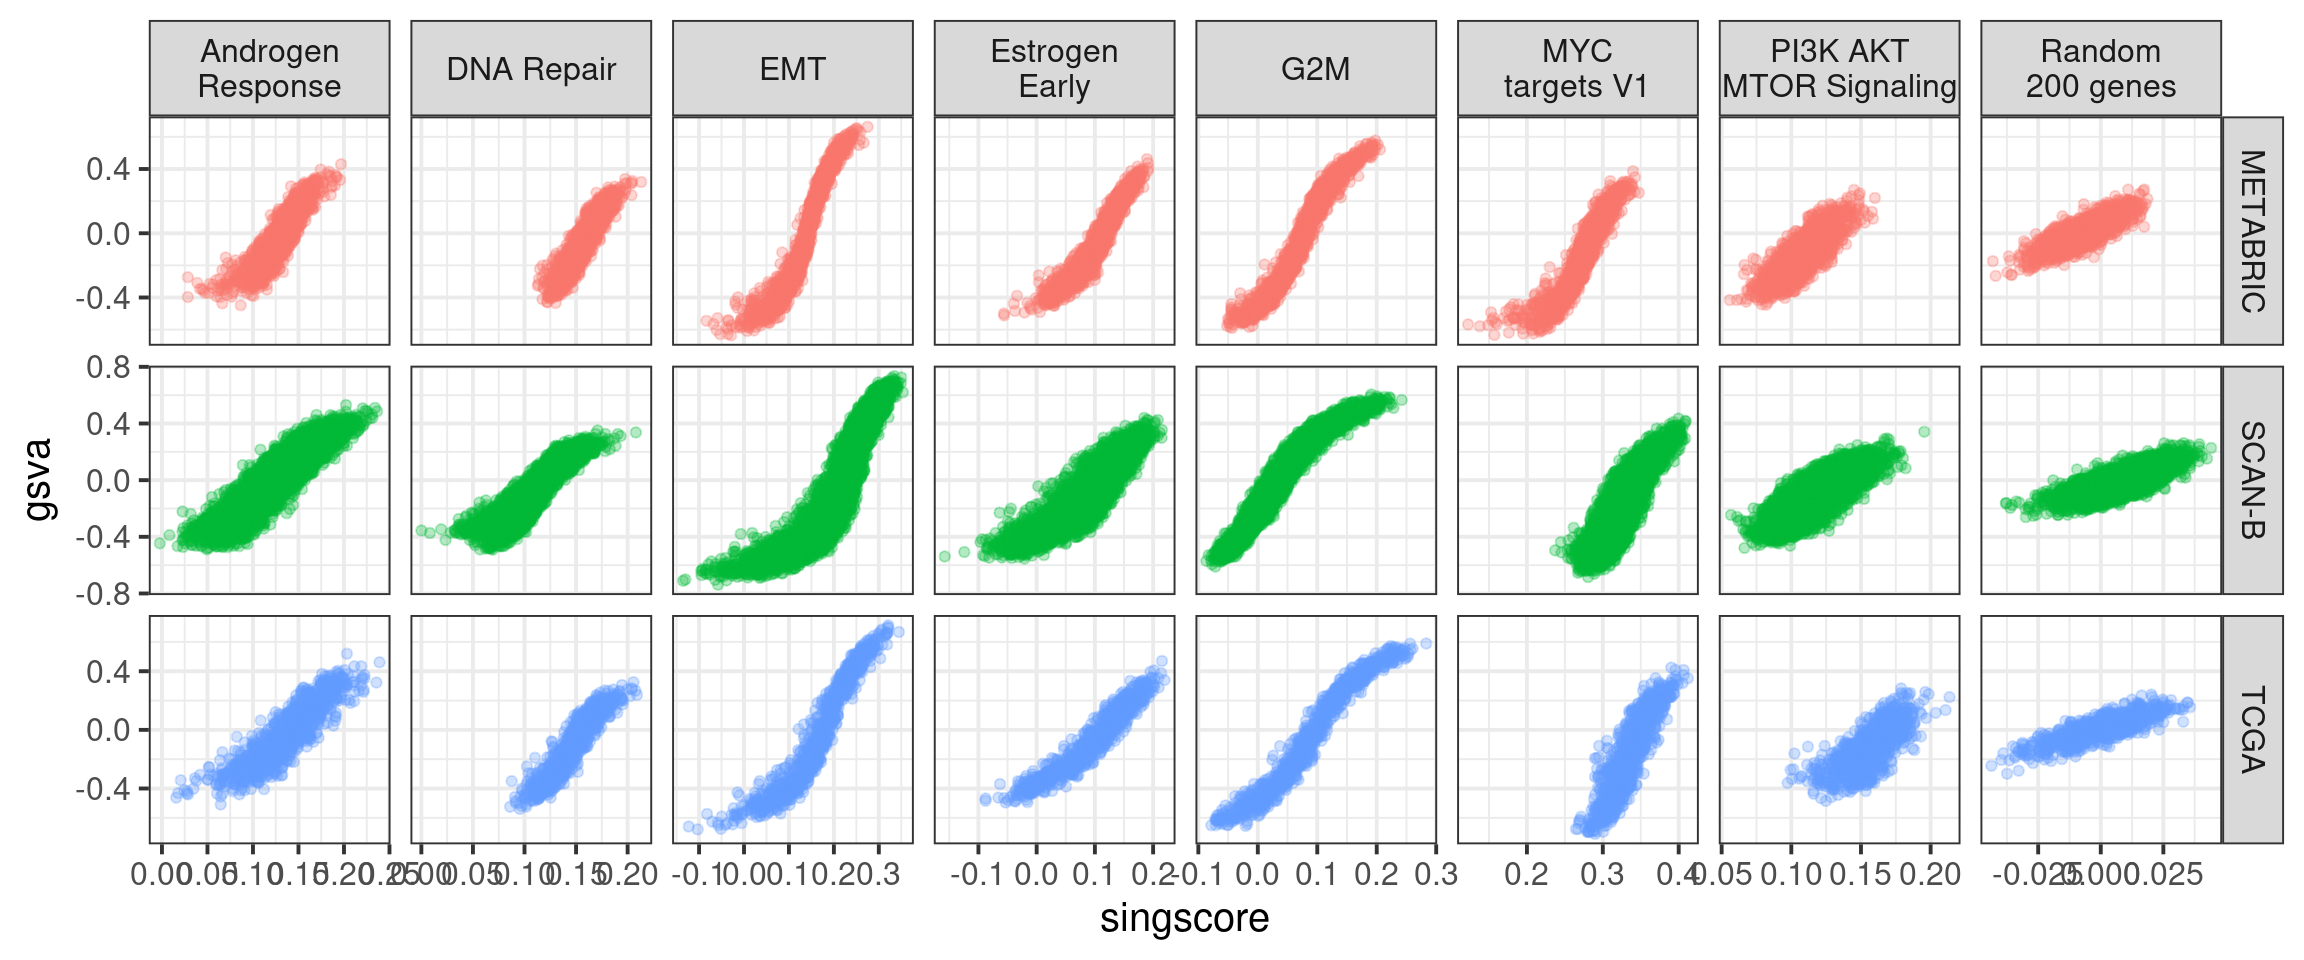 Androgen
Response
DNA Repair
EMT
Estrogen
Early
G2M
MYC
targets V1
PI3K AKT
MTOR Signaling
Random
200 genes
0.4
0.0
-0.4
METABRIC
0.8
0.4
0.0
-0.4
-0.8
SCAN-B
0.4
0.0
-0.4
TCGA
gsva
0.00 0.05 0.10 0.15 0.20 0.25
0.00 0.05 0.10 0.15 0.20
-0.1 0.0 0.1 0.2 0.3
-0.1 0.0 0.1 0.2
-0.1 0.0 0.1 0.2 0.3
0.2 0.3 0.4
0.05 0.10 0.15 0.20
-0.025 0.000 0.025
singscore